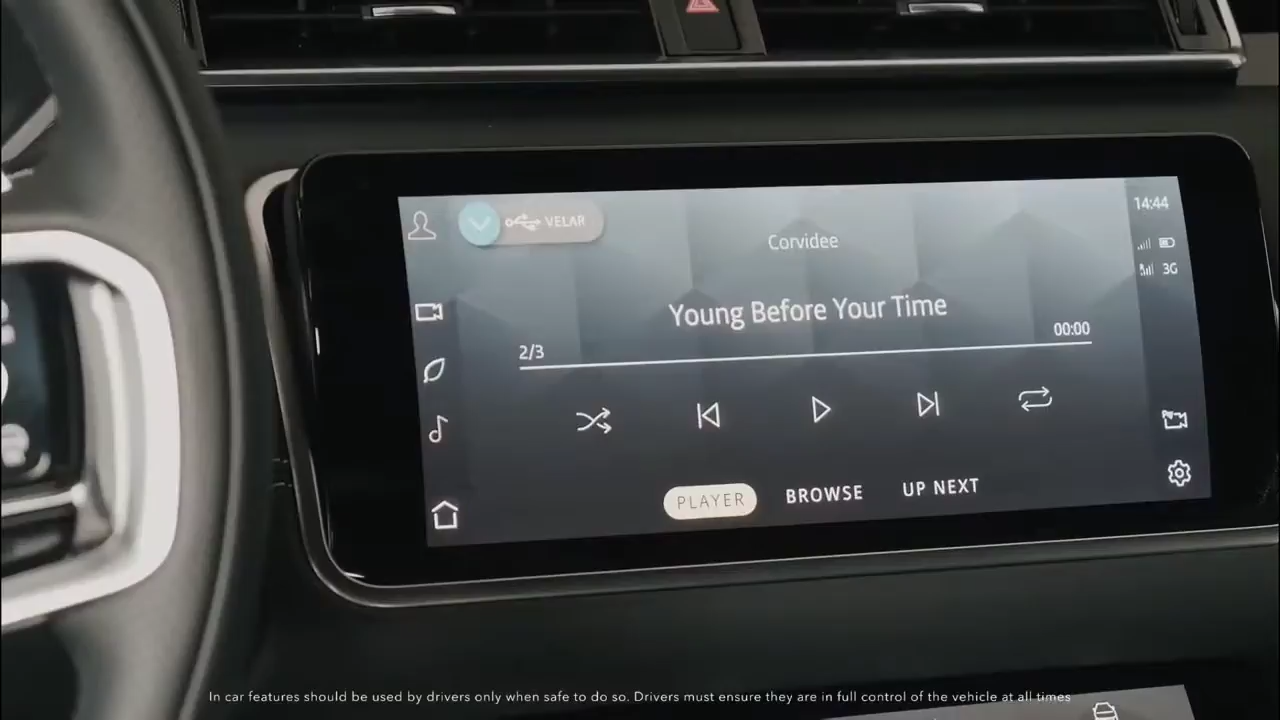 VELAR
14:44
Corvidee
3G
Young Before Your Time
2/3
00:00
PLAYER
BROWSE
UP NEXT
In car features should be used by drivers only when safe to do so. Drivers must ensure they are in full control of the vehicle at all times